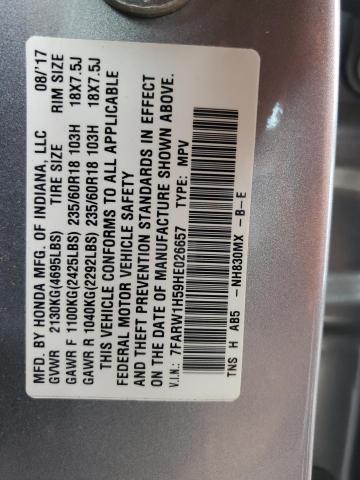 MFD. BY HONDA MFG. OF INDIANA, LLC 08/'17
GVWR 2130KG(4695LBS) TIRE SIZE RIM SIZE
GAWR F 1100KG(2425LBS) 235/60R18 103H 18X7.5J
GAWR R 1040KG(2292LBS) 235/60R18 103H 18X7.5J
THIS VEHICLE CONFORMS TO ALL APPLICABLE
FEDERAL MOTOR VEHICLE SAFETY
AND THEFT PREVENTION STANDARDS IN EFFECT
ON THE DATE OF MANUFACTURE SHOWN ABOVE.
V.I.N.: 7FARW1H59HE026657 TYPE: MPV
TNS H AB5 -NH830MX -B-E